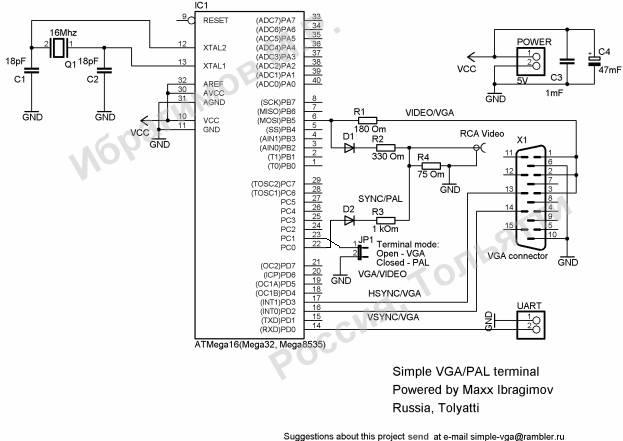 IC1
9 RESET
12 XTAL2
13 XTAL1
32 AREF
30 AVCC
31 AGND
10 VCC
11 GND
(ADC7)PA7 33
(ADC6)PA6 34
(ADC5)PA5 35
(ADC4)PA4 36
(ADC3)PA3 37
(ADC2)PA2 38
(ADC1)PA1 39
(ADC0)PA0 40
(SCK)PB7 8
(MISO)PB6 7
(MOSI)PB5 6
(SS)PB4 5
(AIN1)PB3 4
(AIN0)PB2 3
(T1)PB1 2
(T0)PB0 1
(TOSC2)PC7 29
(TOSC1)PC6 28
PC5 27
PC4 26
PC3 25
PC2 24
PC1 23
PC0 22
(OC2)PD7 21
(ICP)PD6 20
(OC1A)PD5 19
(OC1B)PD4 18
(INT1)PD3 17
(INT0)PD2 16
(TXD)PD1 15
(RXD)PD0 14
ATMega16(Mega32, Mega8535)
16Mhz
Q1
18pF
C1
18pF
C2
GND
GND
GND
VCC
R1
180 Om
VIDEO/VGA
D1
R2
330 Om
R4
75 Om
RCA Video
GND
SYNC/PAL
D2
R3
1 kOm
JP1
1
2
Terminal mode:
Open - VGA
Closed - PAL
VGA/VIDEO
GND
HSYNC/VGA
VSYNC/VGA
POWER
1
2
5V
VCC
GND
C3
1mF
C4
47mF
X1
11
12
13
14
15
1
6
2
7
3
8
4
9
5
10
VGA connector
GND
UART
1
2
GND
Simple VGA/PAL terminal
Powered by Maxx Ibragimov
Russia, Tolyatti
Suggestions about this project send at e-mail simple-vga@rambler.ru
Россия, Тольятти